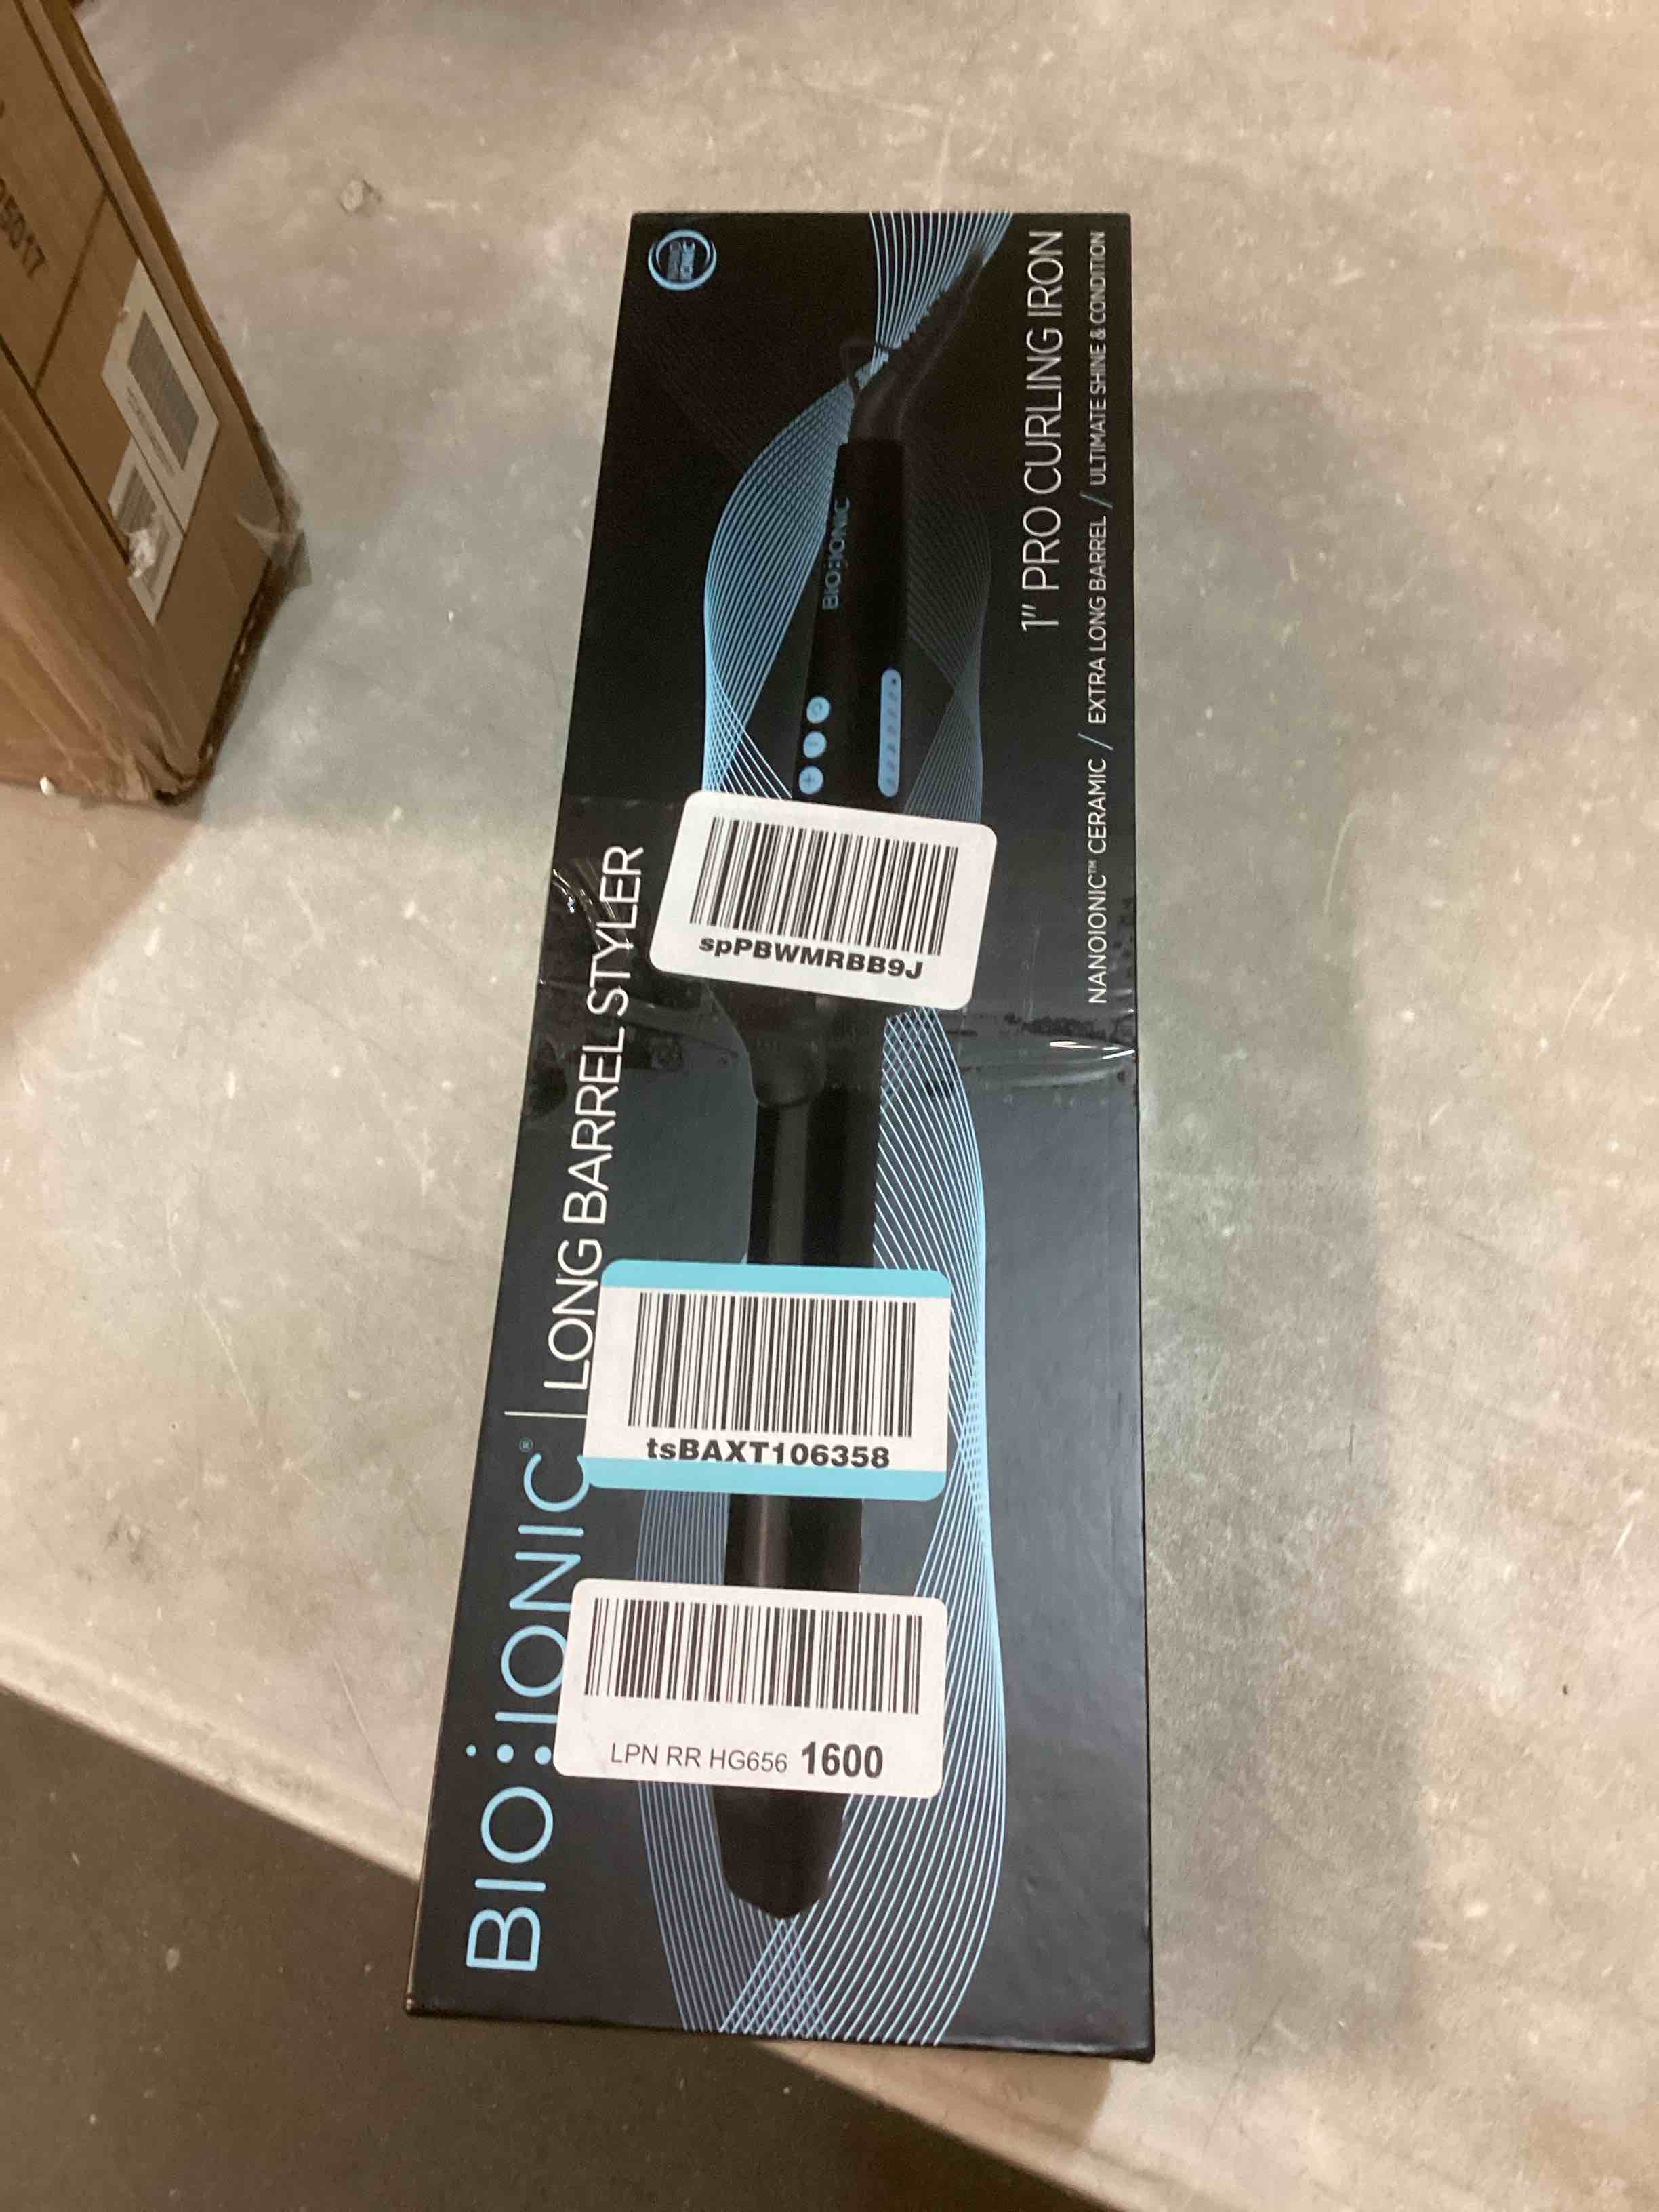 BIO IONIC® | LONG BARREL STYLER
BIO IONIC
1" PRO CURLING IRON
NANOIONIC™ CERAMIC / EXTRA LONG BARREL / ULTIMATE SHINE & CONDITION
spPBWMRBB9J
tsBAXT106358
LPN RR HG656 1600